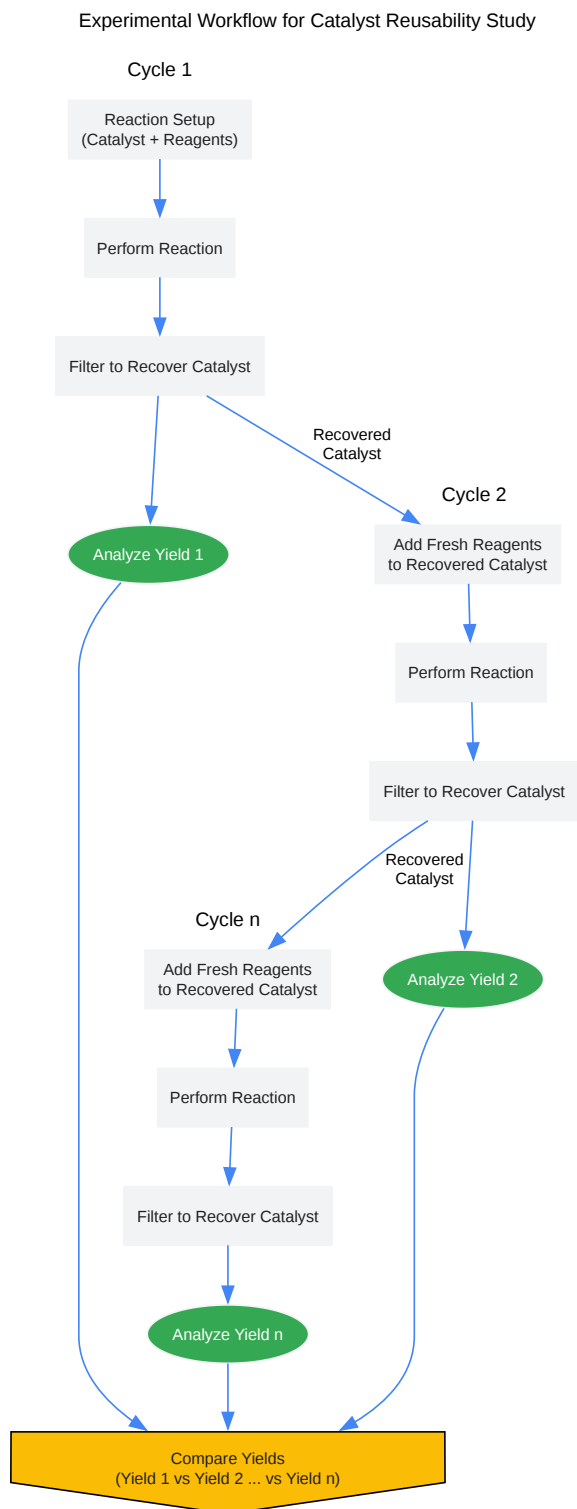 Experimental Workflow for Catalyst Reusability Study
Cycle 1
Reaction Setup
(Catalyst + Reagents)
Perform Reaction
Filter to Recover Catalyst
Recovered
Catalyst
Analyze Yield 1
Cycle 2
Add Fresh Reagents
to Recovered Catalyst
Perform Reaction
Filter to Recover Catalyst
Recovered
Catalyst
Analyze Yield 2
Cycle n
Add Fresh Reagents
to Recovered Catalyst
Perform Reaction
Filter to Recover Catalyst
Analyze Yield n
Compare Yields
(Yield 1 vs Yield 2 ... vs Yield n)